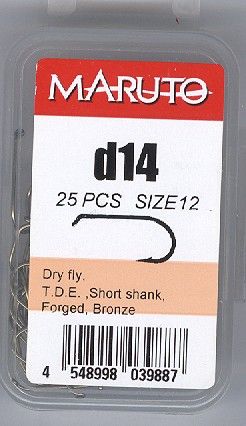 MARUTO
d14
25 PCS SIZE12
Dry fly.
T.D.E. ,Short shank,
Forged, Bronze
4 548998 039887